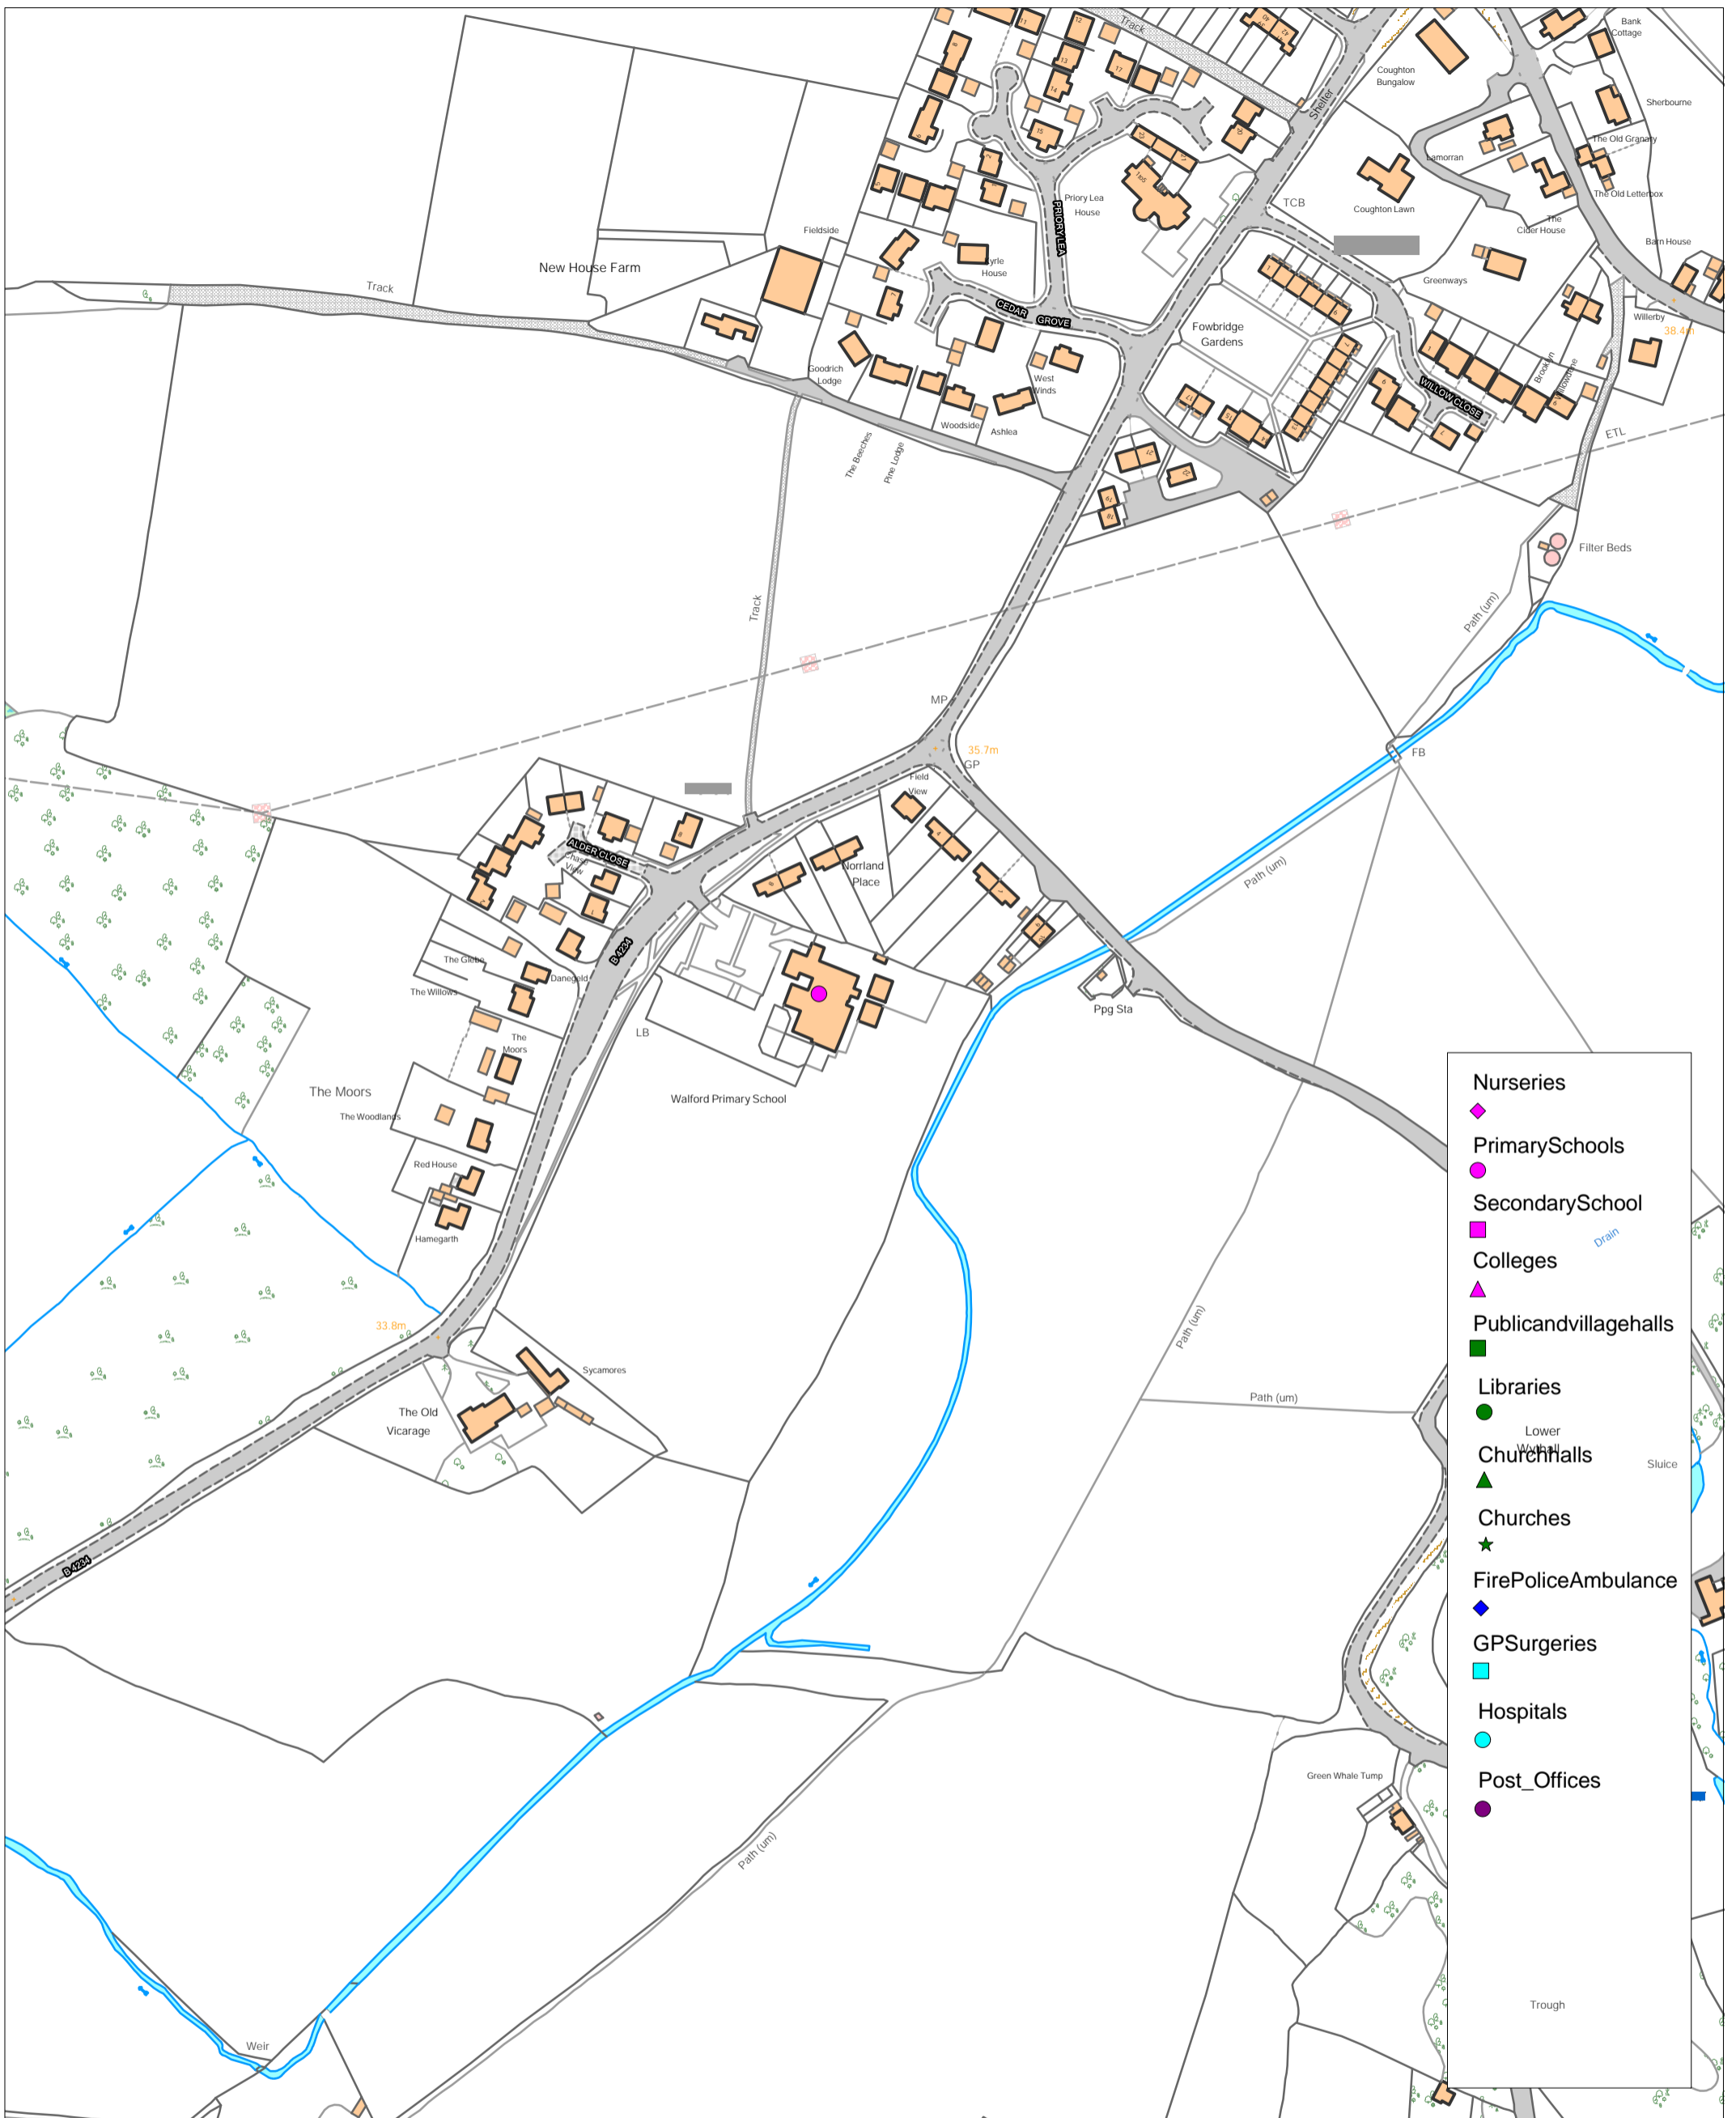 Track
Bank
Cottage
Coughton
Bungalow
Shelter
Sherbourne
The Old Granary
Lamorran
The Old Letterbox
Coughton Lawn
TCB
The
Cider House
Barn House
Priory Lea
House
PRIORY LEA
Fieldside
New House Farm
Kyrle
House
Track
CEDAR GROVE
Greenways
Fowbridge
Gardens
Willerby
38.4m
Goodrich
Lodge
West
Winds
Brooklyn
WILLOW CLOSE
Woodside
Ashlea
The Beeches
Pine Lodge
ETL
Filter Beds
Track
Path (um)
MP
35.7m
GP
FB
Field
View
ALDER CLOSE
Chase
View
Norrland
Place
Path (um)
B 4234
The Glebe
Danegeld
The Willows
LB
Ppg Sta
The
Moors
The Moors
The Woodlands
Walford Primary School
Red House
Hamegarth
33.8m
Sycamores
The Old
Vicarage
Path (um)
Path (um)
B 4234
Green Whale Tump
Path (um)
Weir
Nurseries
PrimarySchools
SecondarySchool
Drain
Colleges
Publicandvillagehalls
Libraries
Lower
Wythall
Churchhalls
Sluice
Churches
FirePoliceAmbulance
GPSurgeries
Hospitals
Post_Offices
Trough